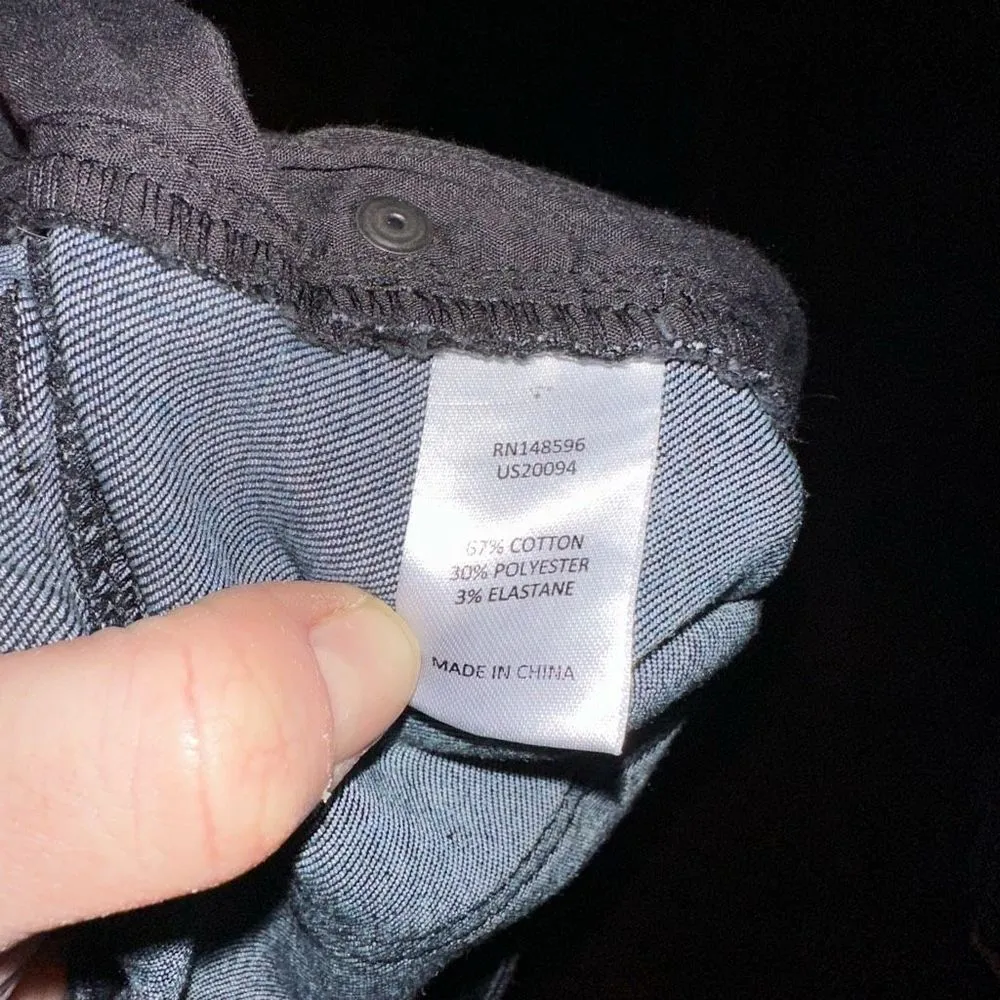 RN148596
US20094
67% COTTON
30% POLYESTER
3% ELASTANE
MADE IN CHINA